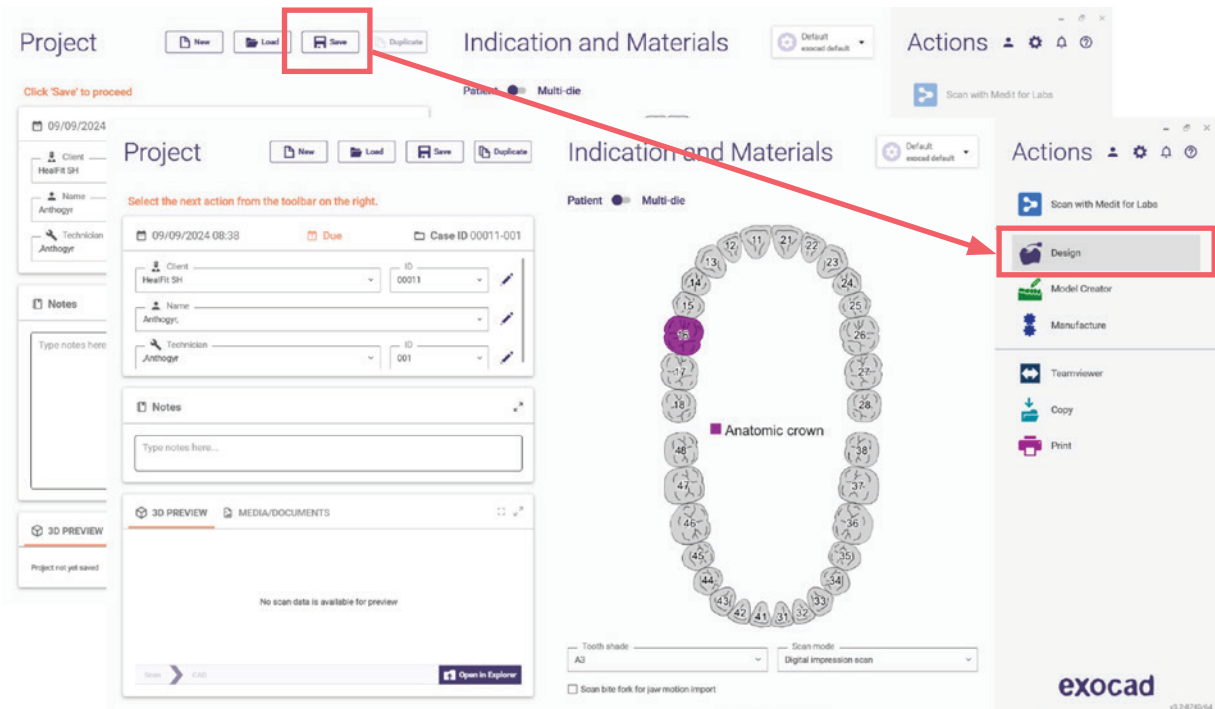 Project
New
Load
Save
Duplicate
Indication and Materials
Default
exocad default
Actions
Click 'Save' to proceed
Patient
Multi-die
Scan with Medit for Labs
09/09/2024
Client
HealFit SH
Name
Anthogyr
Technician
,Anthogyr
Notes
Type notes here
3D PREVIEW
Project not yet saved
Project
New
Load
Save
Duplicate
Indication and Materials
Default
exocad default
Actions
Select the next action from the toolbar on the right.
Patient
Multi-die
Scan with Medit for Labs
Design
Model Creator
Manufacture
Teamviewer
Copy
Print
09/09/2024 08:38
Due
Case ID 00011-001
Client
HealFit SH
ID
00011
Name
Anthogyr,
Technician
,Anthogyr
ID
001
Notes
Type notes here...
3D PREVIEW
MEDIA/DOCUMENTS
No scan data is available for preview
Scan
CAD
Open in Explorer
12 11 21 22
13 23
14 24
15 25
16 26
17 27
18 28
Anatomic crown
48 38
47 37
46 36
45 35
44 34
43 42 41 31 32 33
Tooth shade
A3
Scan mode
Digital impression scan
Scan bite fork for jaw motion import
exocad